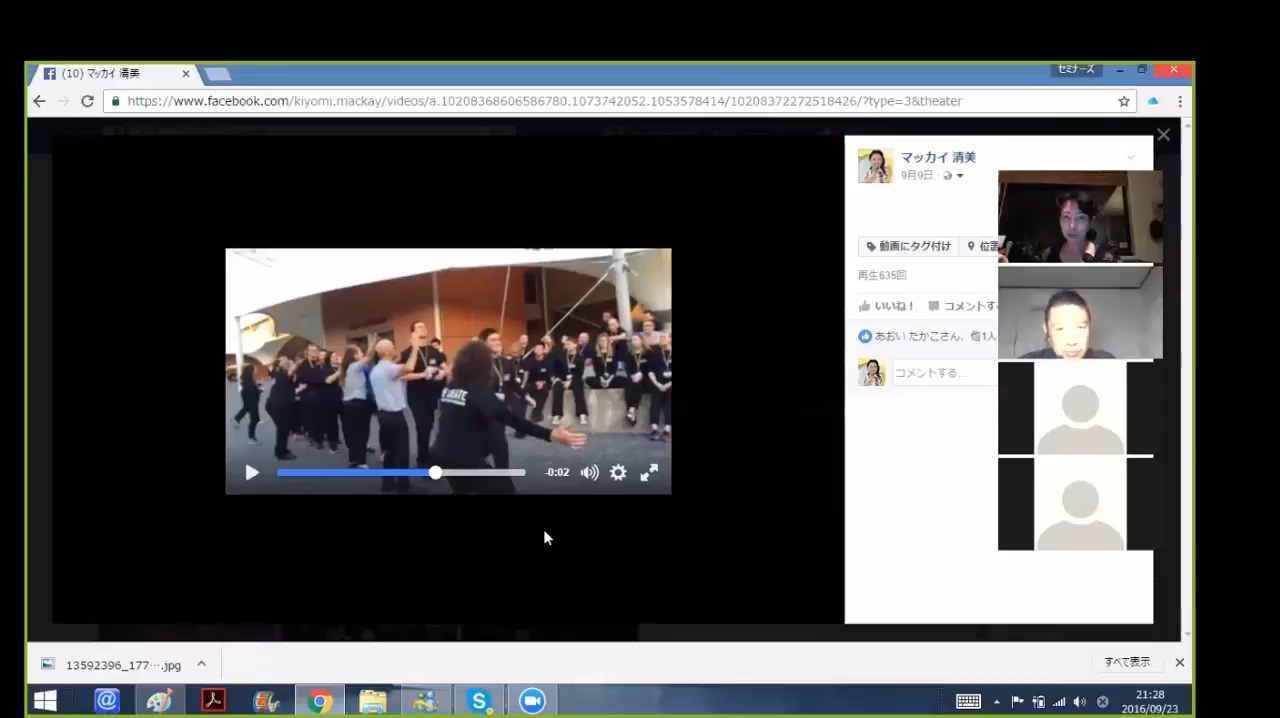 (10) マッカイ 清美
セミナーズ
https://www.facebook.com/kiyomi.mackay/videos/a.10208368606586780.1073742052.1053578414/10208372272518426/?type=3&theater
マッカイ 清美
9月9日
動画にタグ付け
位置
再生635回
いいね！
コメントす
あおい たかこさん、他1人
コメントする...
-0:02
13592396_177....jpg
すべて表示
21:28
2016/09/23